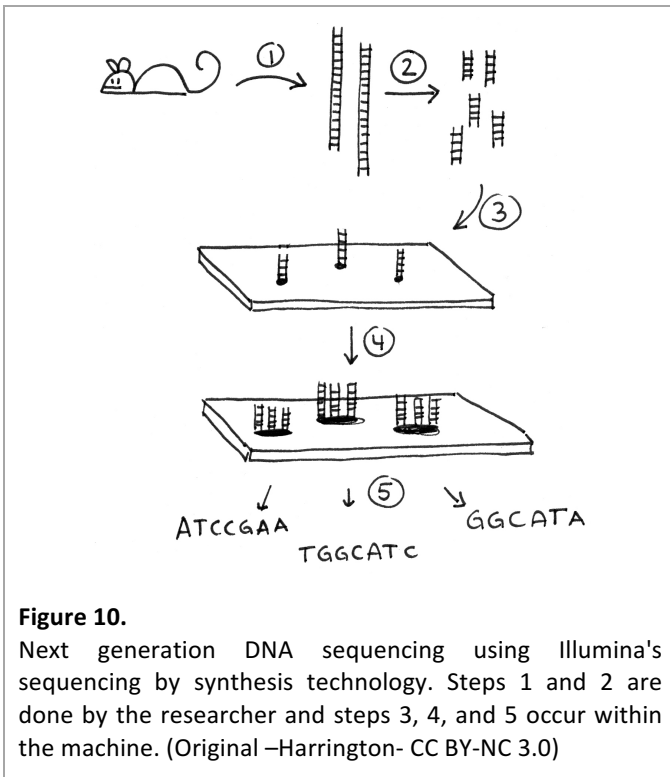 ①
②
③
④
⑤
ATCCGAA
TGGCATC
GGCATA
Figure 10.
Next generation DNA sequencing using Illumina's
sequencing by synthesis technology. Steps 1 and 2 are
done by the researcher and steps 3, 4, and 5 occur within
the machine. (Original –Harrington- CC BY-NC 3.0)